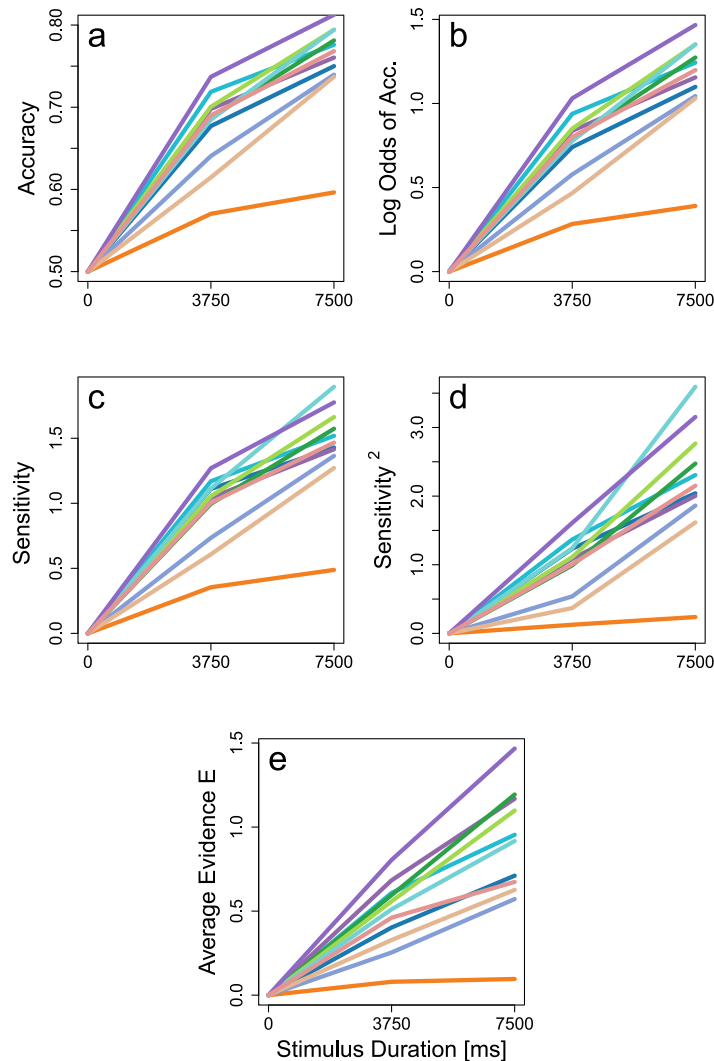 a
Accuracy
0.50 0.60 0.70 0.80
0 3750 7500
b
Log Odds of Acc.
0.0 0.5 1.0 1.5
0 3750 7500
c
Sensitivity
0.0 0.5 1.0 1.5
0 3750 7500
d
Sensitivity ²
0.0 1.0 2.0 3.0
0 3750 7500
e
Average Evidence E
0.0 0.5 1.0 1.5
0 3750 7500
Stimulus Duration [ms]